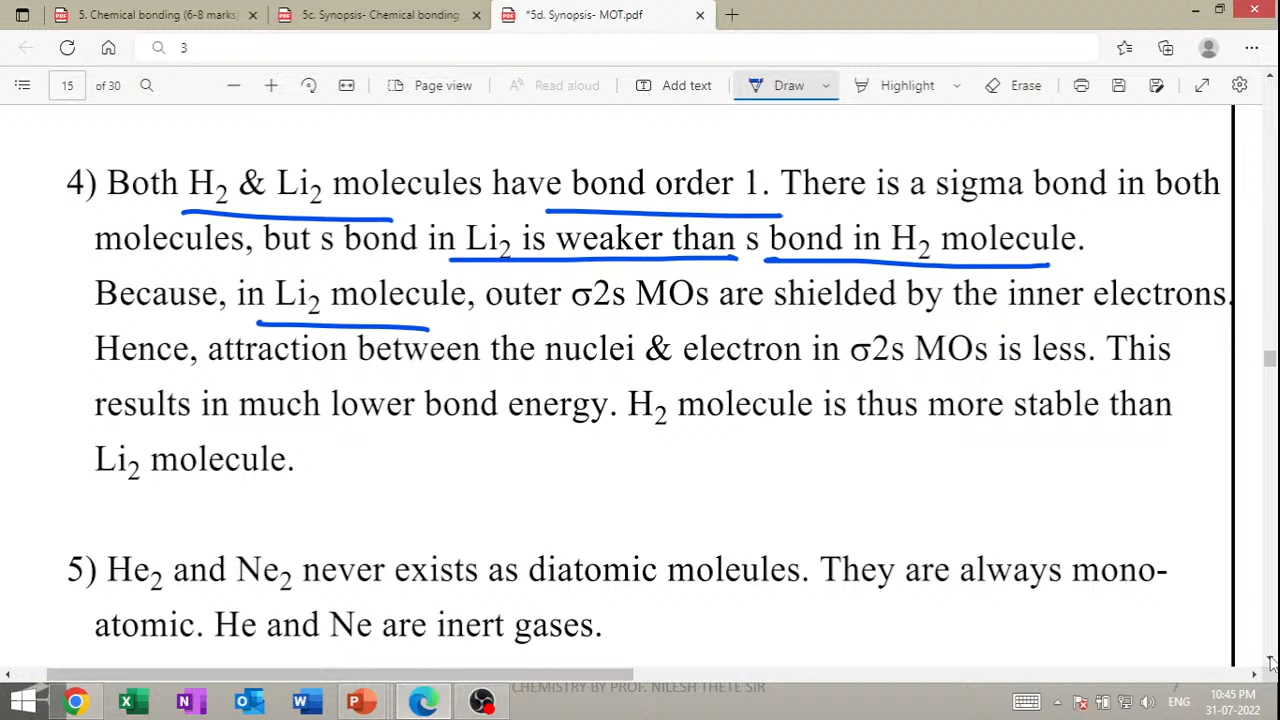 5. Chemical bonding (6-8 marks)
5c. Synopsis- Chemical bonding
*5d. Synopsis- MOT.pdf
3
15 of 30
Page view
Read aloud
Add text
Draw
Highlight
Erase
4) Both H₂ & Li₂ molecules have bond order 1. There is a sigma bond in both
molecules, but s bond in Li₂ is weaker than s bond in H₂ molecule.
Because, in Li₂ molecule, outer σ2s MOs are shielded by the inner electrons.
Hence, attraction between the nuclei & electron in σ2s MOs is less. This
results in much lower bond energy. H₂ molecule is thus more stable than
Li₂ molecule.
5) He₂ and Ne₂ never exists as diatomic moleules. They are always mono-
atomic. He and Ne are inert gases.
CHEMISTRY BY PROF. NILESH THETE SIR
ENG
10:45 PM
31-07-2022